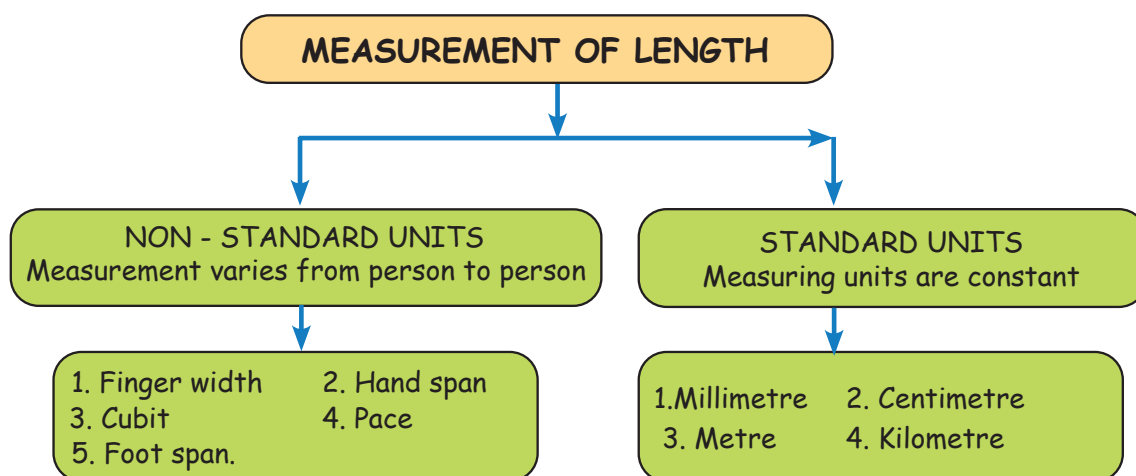 MEASUREMENT OF LENGTH
NON - STANDARD UNITS
Measurement varies from person to person
STANDARD UNITS
Measuring units are constant
1. Finger width 2. Hand span
3. Cubit 4. Pace
5. Foot span.
1.Millimetre 2. Centimetre
3. Metre 4. Kilometre